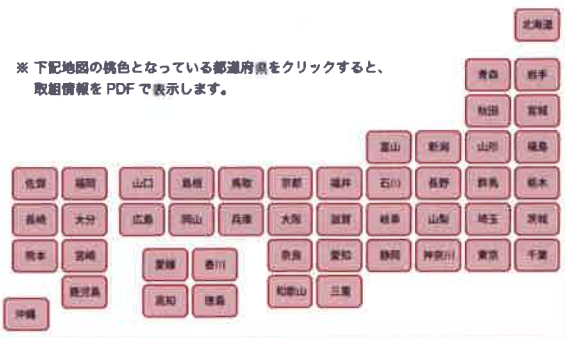 北海道
※ 下記地図の桃色となっている都道府県をクリックすると、
取組情報を PDF で表示します。
青森 岩手
秋田 宮城
富山 新潟 山形 福島
佐賀 福岡 山口 島根 鳥取 京都 福井 石川 長野 群馬 栃木
長崎 大分 広島 岡山 兵庫 大阪 滋賀 岐阜 山梨 埼玉 茨城
熊本 宮崎 愛媛 香川 奈良 愛知 静岡 神奈川 東京 千葉
鹿児島 高知 徳島 和歌山 三重
沖縄